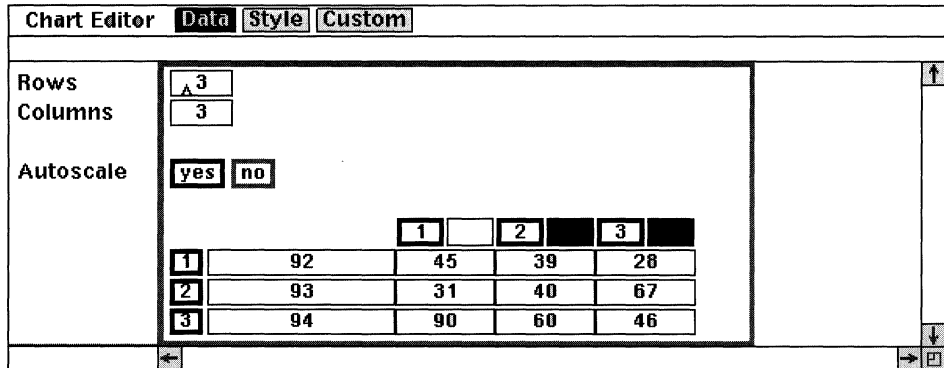 Chart Editor Data Style Custom
Rows 3
Columns 3
Autoscale yes no
1 2 3
1 92 45 39 28
2 93 31 40 67
3 94 90 60 46